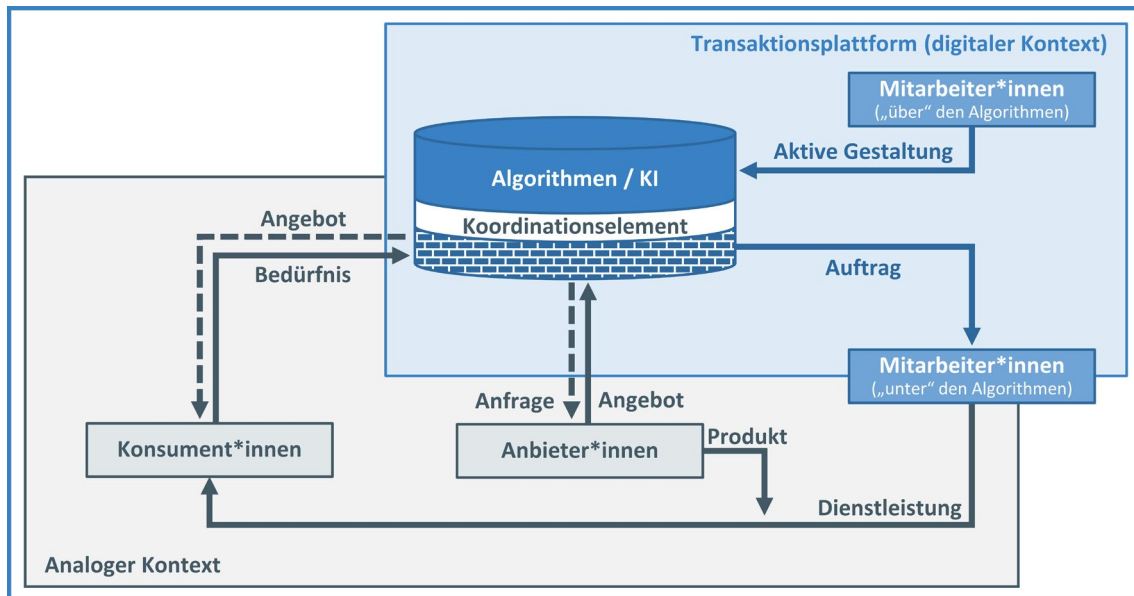 Transaktionsplattform (digitaler Kontext)
Mitarbeiter*innen
(„über“ den Algorithmen)
Aktive Gestaltung
Algorithmen / KI
Koordinationselement
Angebot
Bedürfnis
Auftrag
Mitarbeiter*innen
(„unter“ den Algorithmen)
Anfrage
Angebot
Konsument*innen
Anbieter*innen
Produkt
Dienstleistung
Analoger Kontext